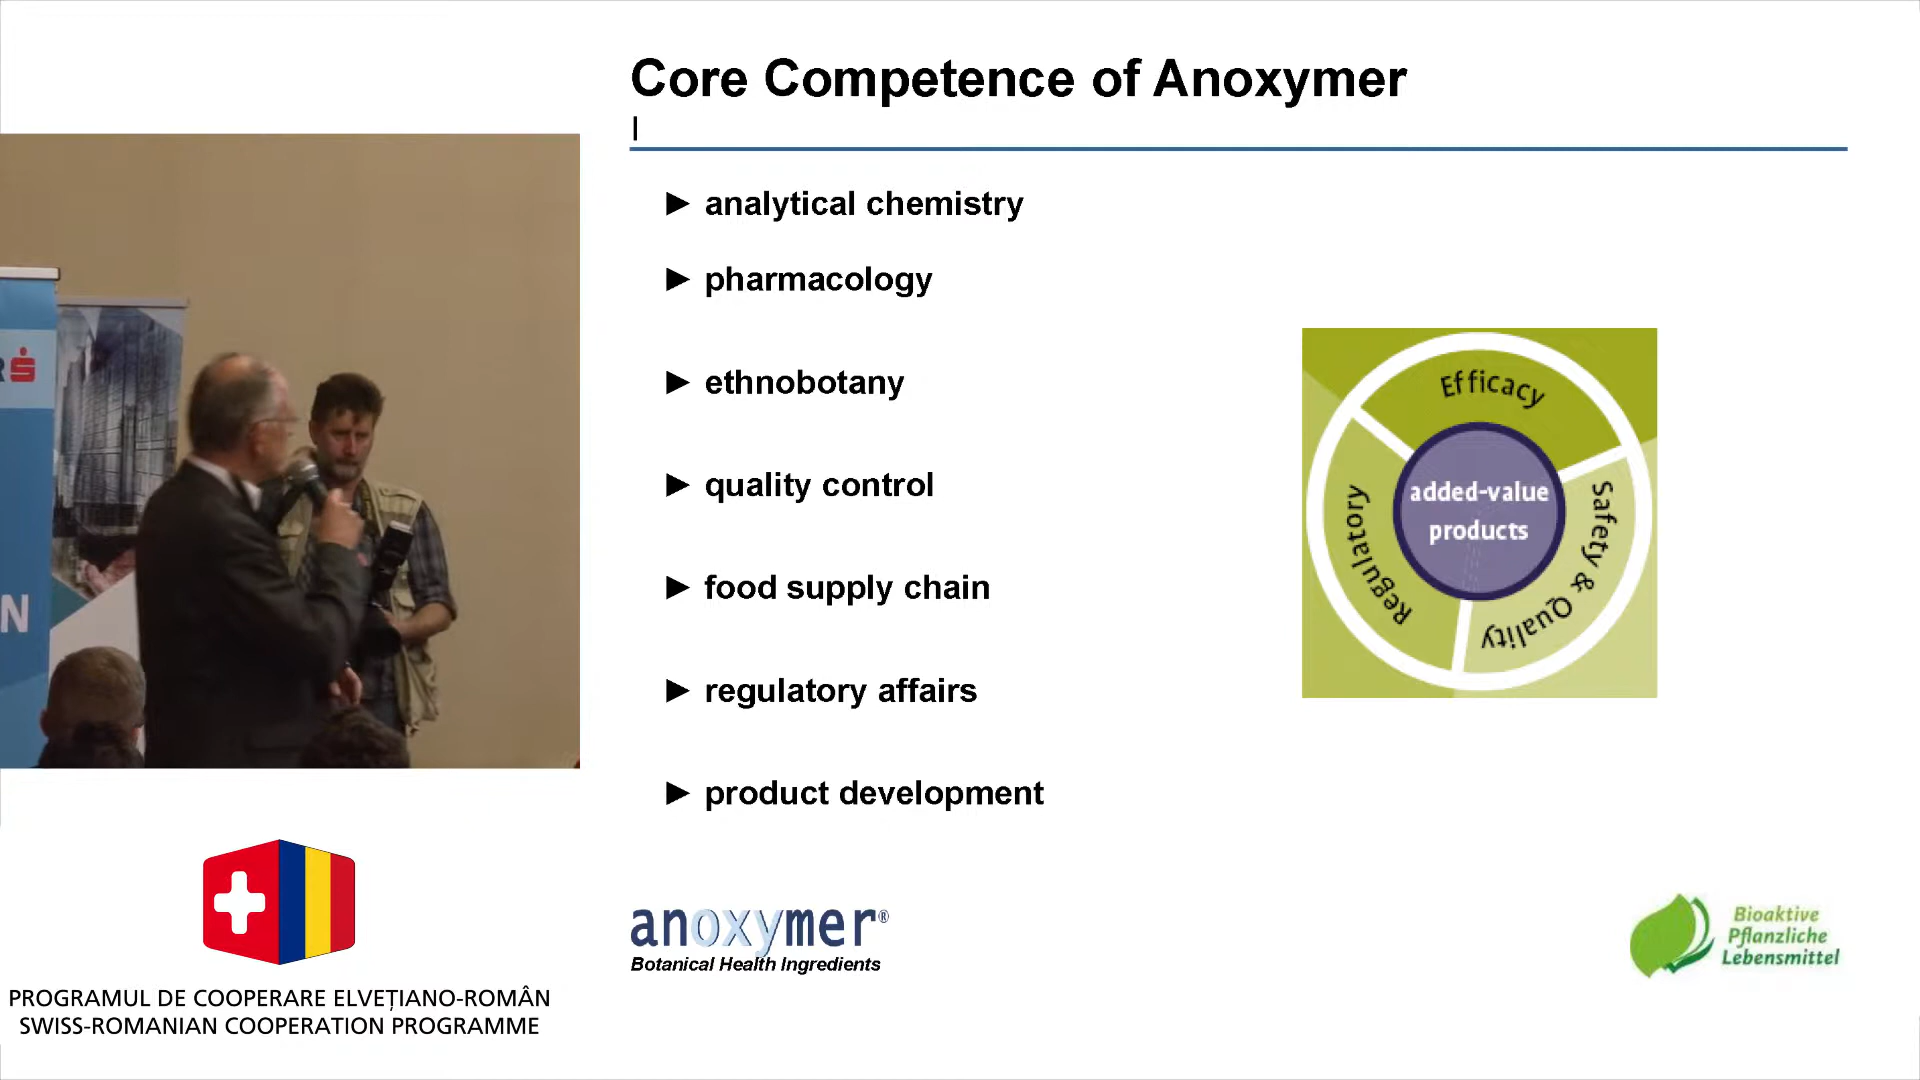 Core Competence of Anoxymer
► analytical chemistry
► pharmacology
► ethnobotany
► quality control
► food supply chain
► regulatory affairs
► product development
Efficacy
Safety & Quality
Regulatory
added-value
products
N
PROGRAMUL DE COOPERARE ELVEȚIANO-ROMÂN
SWISS-ROMANIAN COOPERATION PROGRAMME
anoxymer®
Botanical Health Ingredients
Bioaktive
Pflanzliche
Lebensmittel